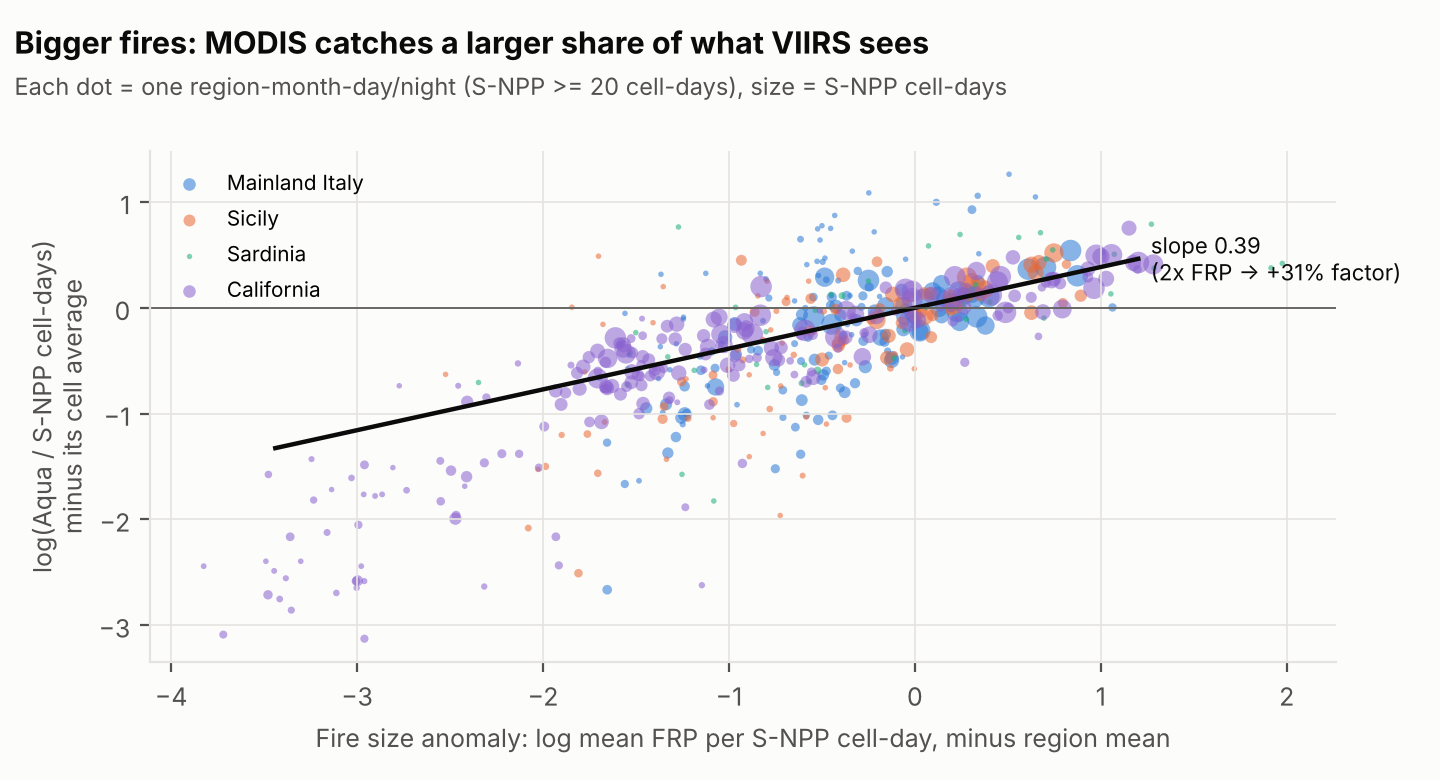 Bigger fires: MODIS catches a larger share of what VIIRS sees
Each dot = one region-month-day/night (S-NPP >= 20 cell-days), size = S-NPP cell-days
Mainland Italy
Sicily
Sardinia
California
slope 0.39
(2x FRP → +31% factor)
log(Aqua / S-NPP cell-days)
minus its cell average
1
0
−1
−2
−3
−4
−3
−2
−1
0
1
2
Fire size anomaly: log mean FRP per S-NPP cell-day, minus region mean